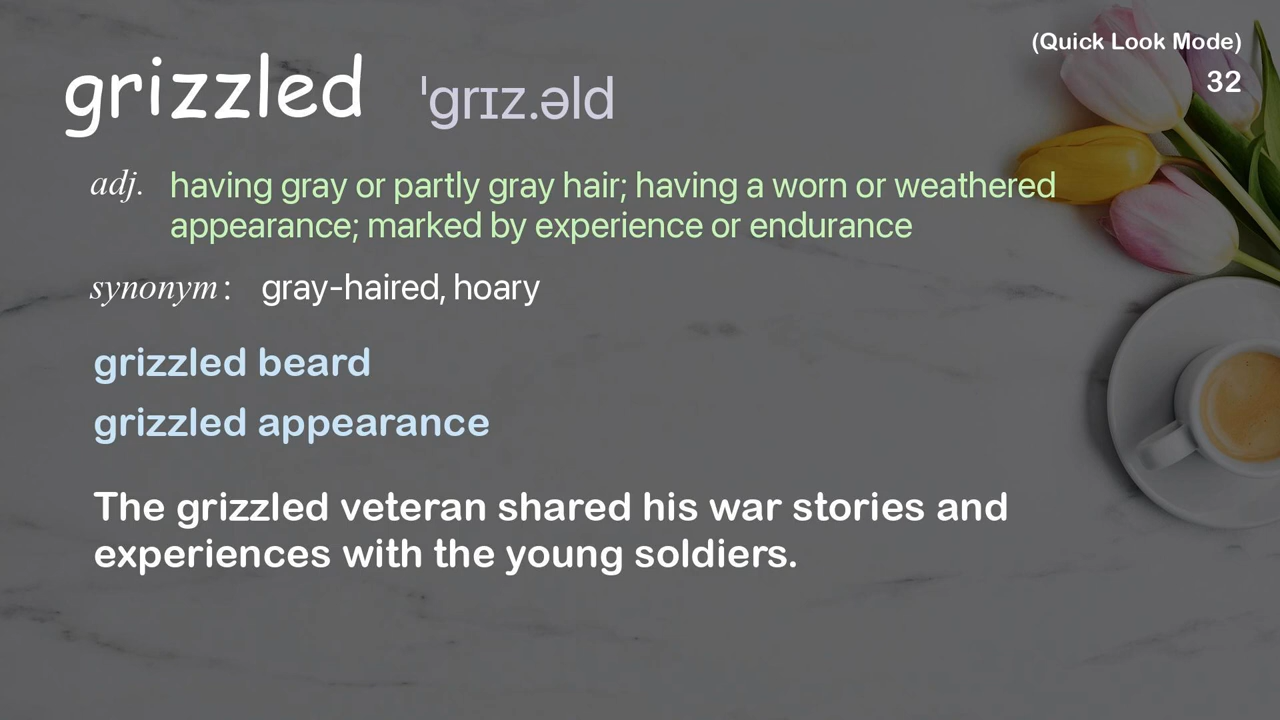 (Quick Look Mode)
32
grizzled ˈgrɪz.əld
adj. having gray or partly gray hair; having a worn or weathered
appearance; marked by experience or endurance
synonym: gray-haired, hoary
grizzled beard
grizzled appearance
The grizzled veteran shared his war stories and
experiences with the young soldiers.